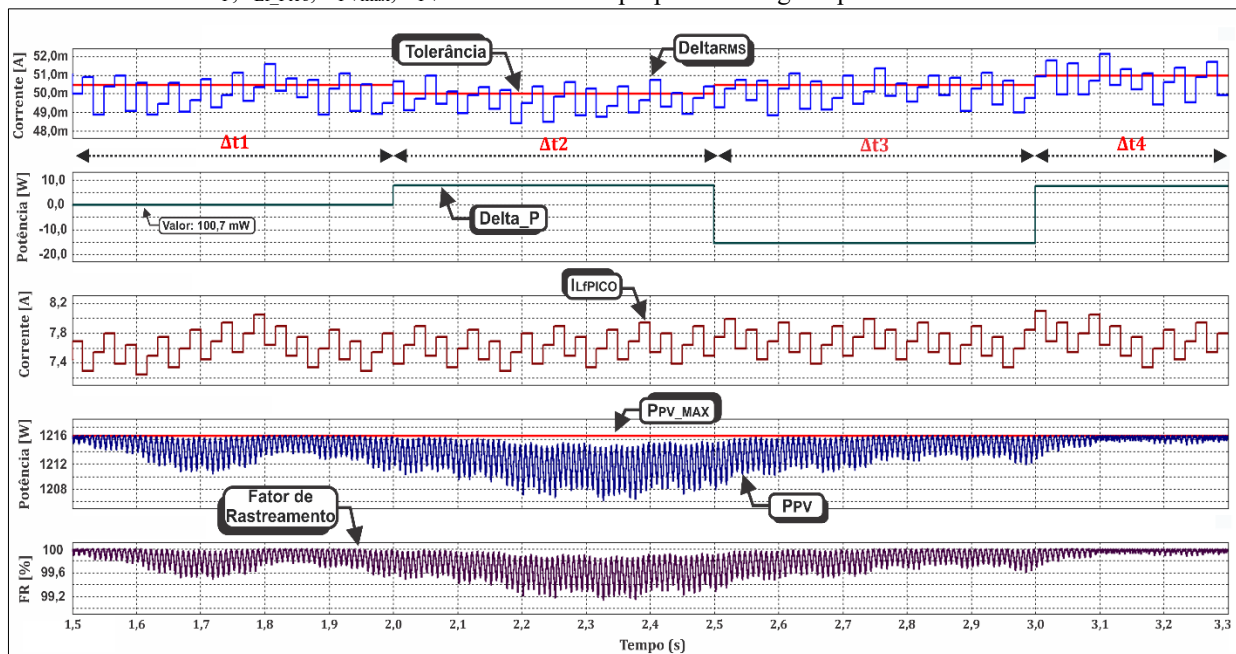 Tolerância
DeltaRMS
Corrente [A]
52,0m
51,0m
50,0m
49,0m
48,0m
Δt1
Δt2
Δt3
Δt4
Potência [W]
10,0
0,0
-10,0
-20,0
Valor: 100,7 mW
Delta_P
Corrente [A]
8,2
7,8
7,4
ILfPICO
Potência [W]
1216
1212
1208
PPV_MAX
PPV
Fator de
Rastreamento
FR [%]
100
99,6
99,2
1,5 1,6 1,7 1,8 1,9 2,0 2,1 2,2 2,3 2,4 2,5 2,6 2,7 2,8 2,9 3,0 3,1 3,2 3,3
Tempo (s)